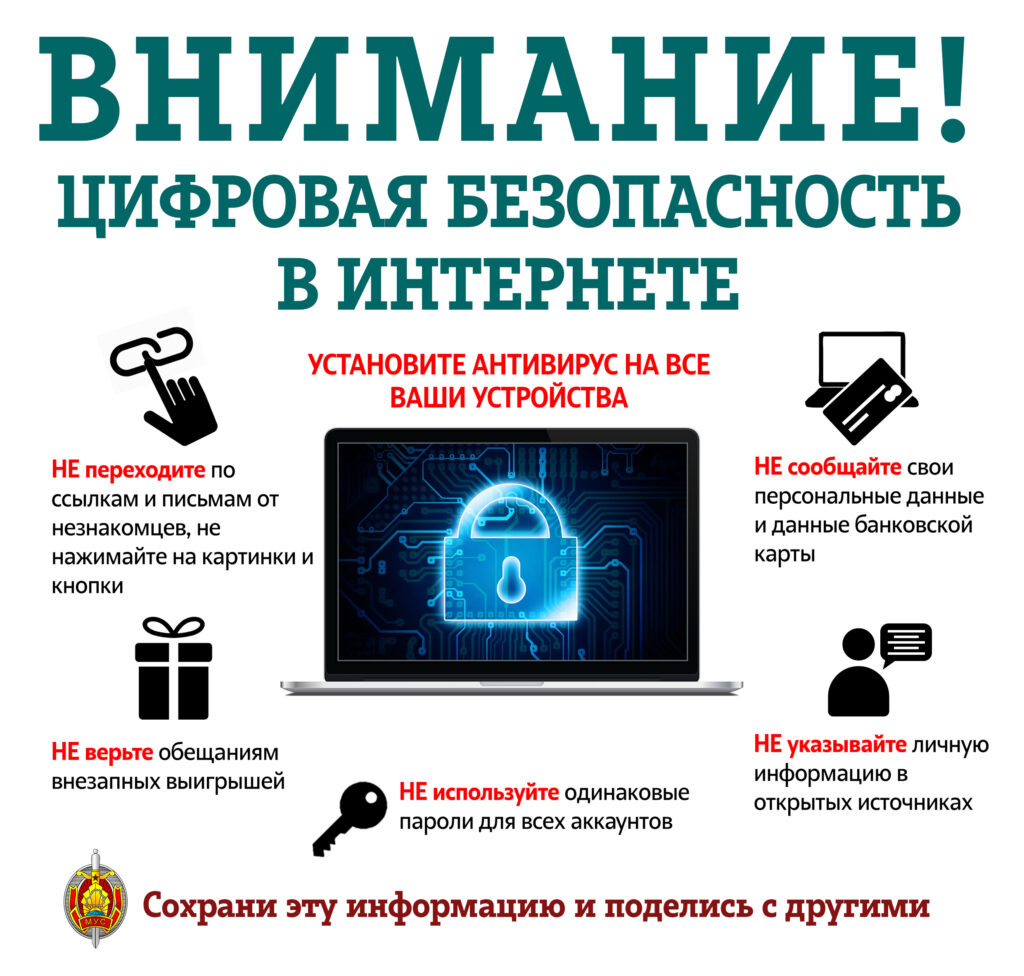 ВНИМАНИЕ!
ЦИФРОВАЯ БЕЗОПАСНОСТЬ
В ИНТЕРНЕТЕ
УСТАНОВИТЕ АНТИВИРУС НА ВСЕ
ВАШИ УСТРОЙСТВА
НЕ переходите по
ссылкам и письмам от
незнакомцев, не
нажимайте на картинки и
кнопки
НЕ сообщайте свои
персональные данные
и данные банковской
карты
НЕ верьте обещаниям
внезапных выигрышей
НЕ используйте одинаковые
пароли для всех аккаунтов
НЕ указывайте личную
информацию в
открытых источниках
МУС
Сохрани эту информацию и поделись с другими